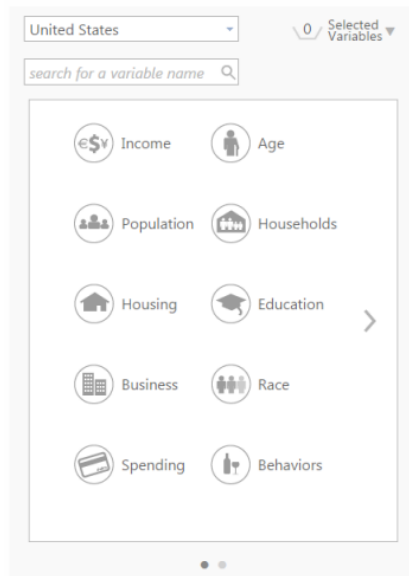 United States
0 Selected
Variables
search for a variable name
€$¥ Income
Age
Population
Households
Housing
Education
Business
Race
Spending
Behaviors